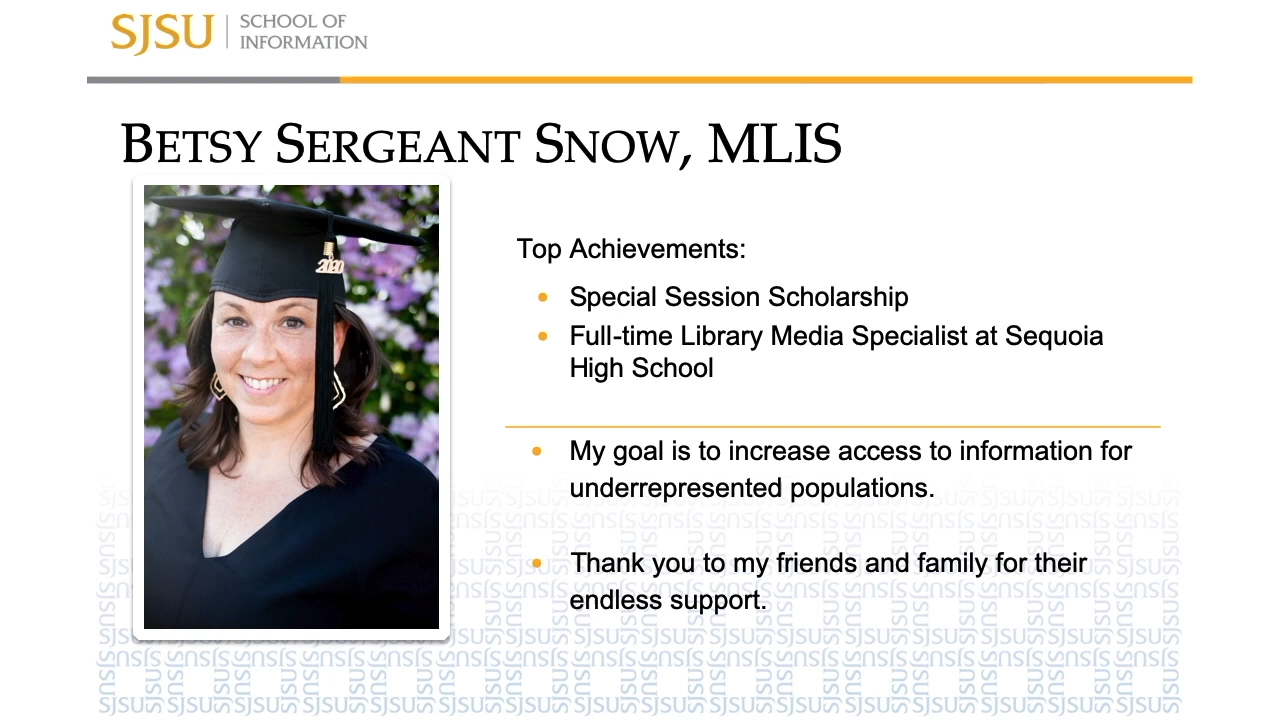 SJSU SCHOOL OF
INFORMATION
BETSY SERGEANT SNOW, MLIS
2020
Top Achievements:
• Special Session Scholarship
• Full-time Library Media Specialist at Sequoia
High School
• My goal is to increase access to information for
underrepresented populations.
• Thank you to my friends and family for their
endless support.